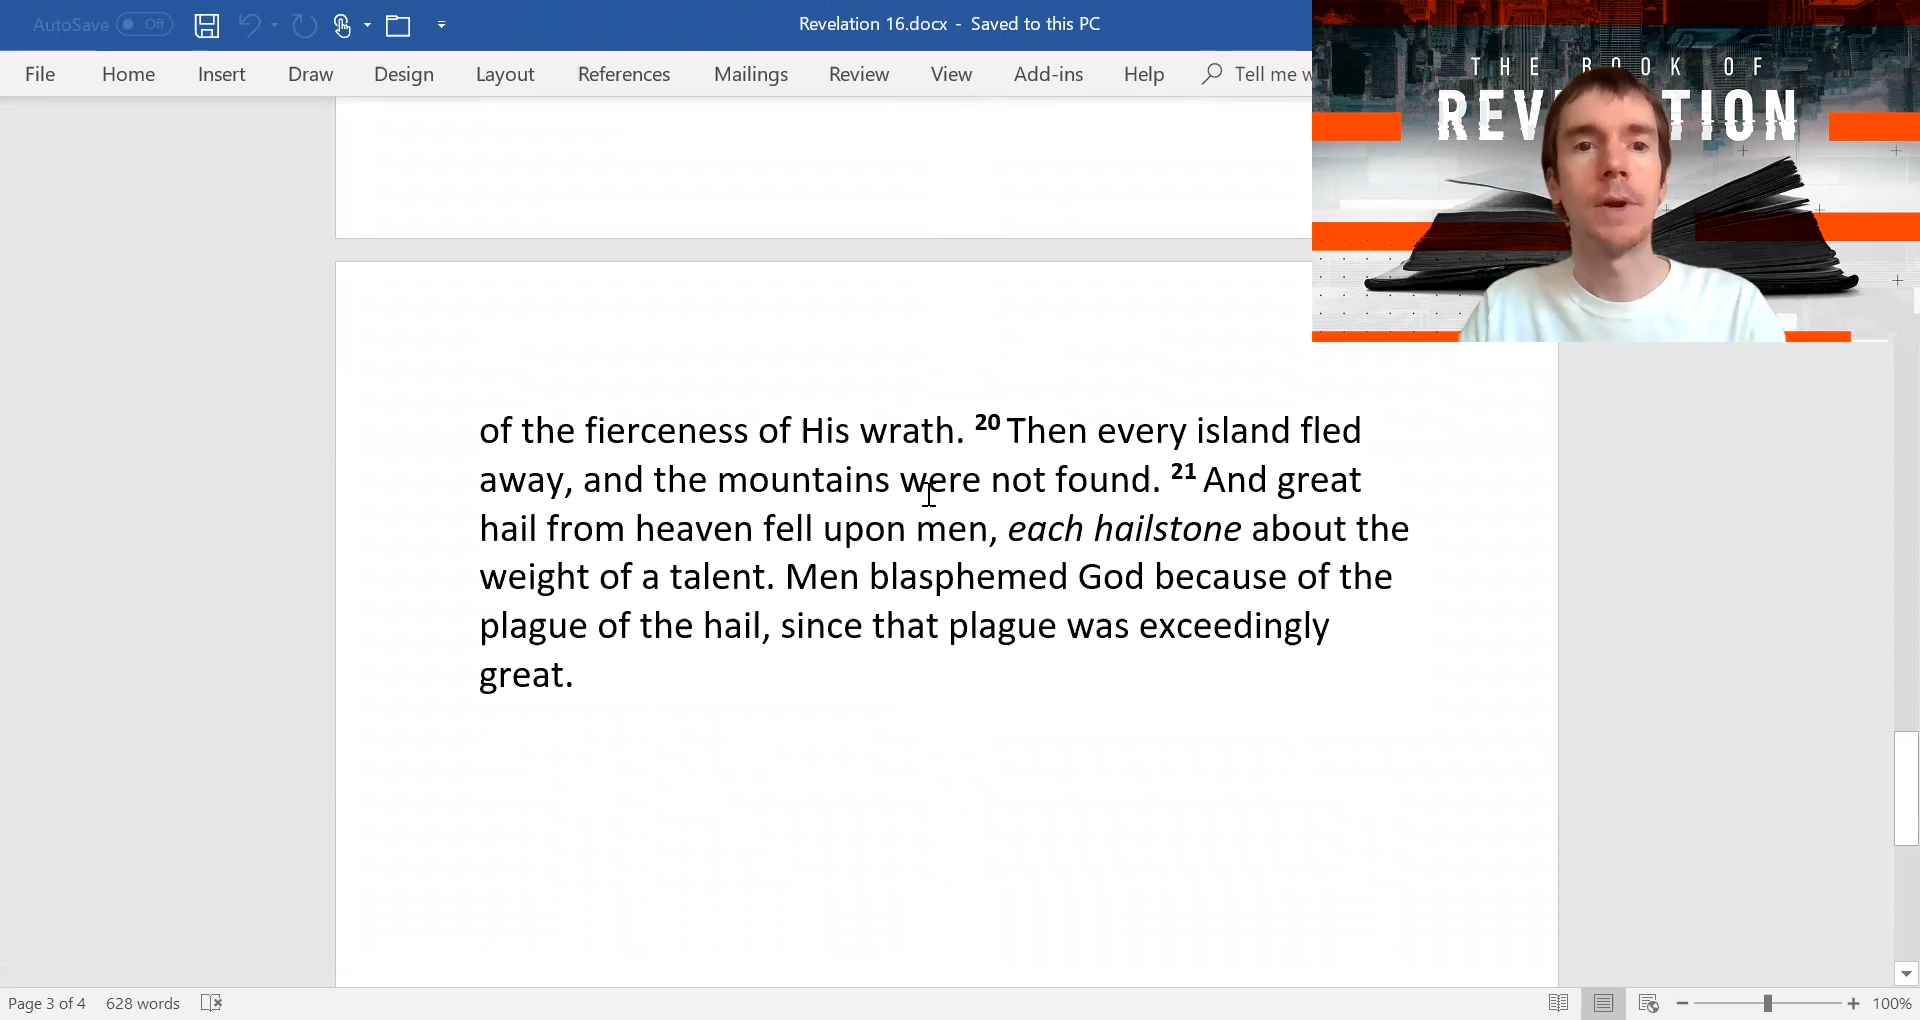 AutoSave Off
Revelation 16.docx - Saved to this PC
File Home Insert Draw Design Layout References Mailings Review View Add-ins Help Tell me w
THE BOOK OF
REV TION
of the fierceness of His wrath. 20 Then every island fled
away, and the mountains were not found. 21 And great
hail from heaven fell upon men, each hailstone about the
weight of a talent. Men blasphemed God because of the
plague of the hail, since that plague was exceedingly
great.
Page 3 of 4 628 words 100%